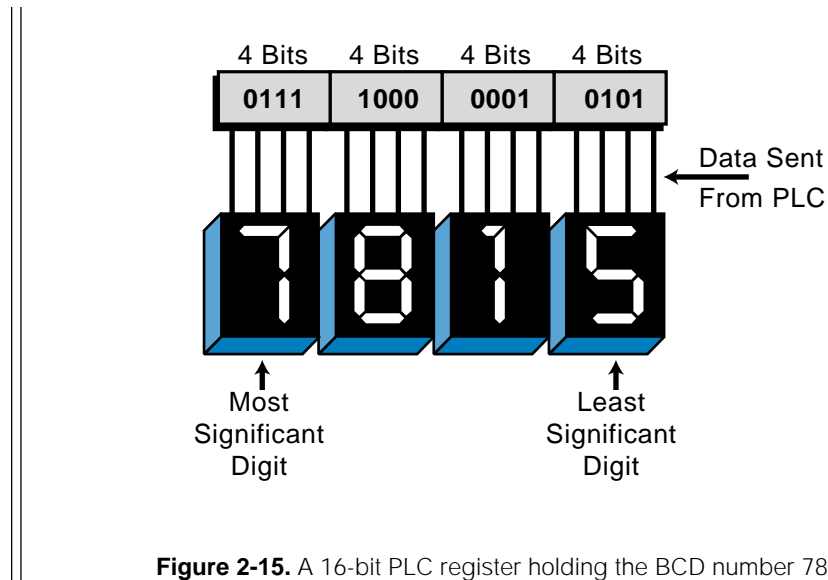 4 Bits 4 Bits 4 Bits 4 Bits
0111 1000 0001 0101
Data Sent
From PLC
7 8 1 5
Most
Significant
Digit
Least
Significant
Digit
Figure 2-15. A 16-bit PLC register holding the BCD number 78